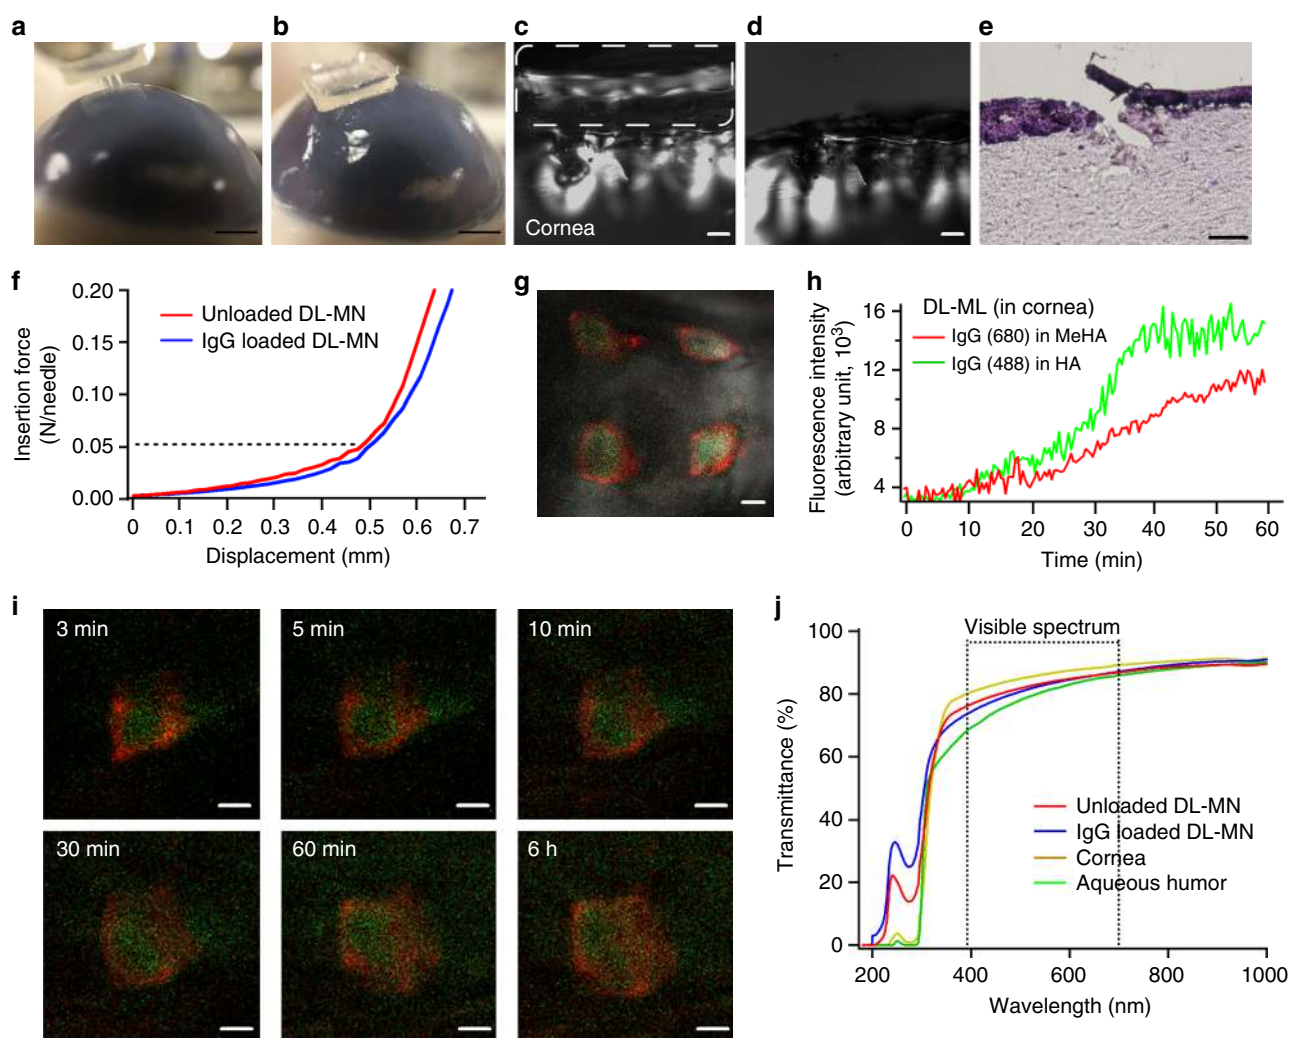 a
b
c
d
e
Cornea
f
0.20
0.15
0.10
0.05
0.00
Insertion force
(N/needle)
Unloaded DL-MN
IgG loaded DL-MN
0 0.1 0.2 0.3 0.4 0.5 0.6 0.7
Displacement (mm)
g
h
16
12
8
4
Fluorescence intensity
(arbitrary unit, 10³)
DL-ML (in cornea)
IgG (680) in MeHA
IgG (488) in HA
0 10 20 30 40 50 60
Time (min)
i
3 min
5 min
10 min
30 min
60 min
6 h
j
100
80
60
40
20
0
Transmittance (%)
Visible spectrum
Unloaded DL-MN
IgG loaded DL-MN
Cornea
Aqueous humor
200 400 600 800 1000
Wavelength (nm)